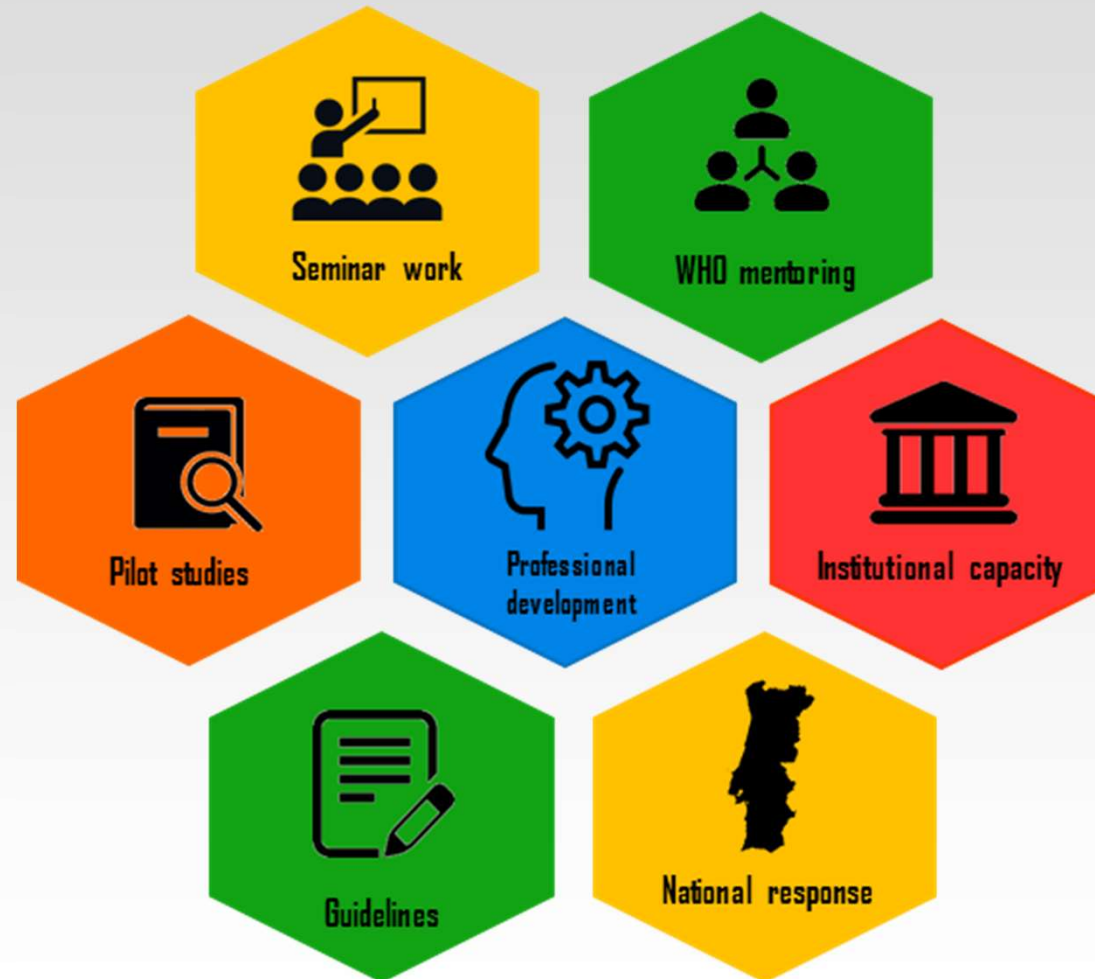 Seminar work
WHO mentoring
Pilot studies
Professional
development
Institutional capacity
Guidelines
National response